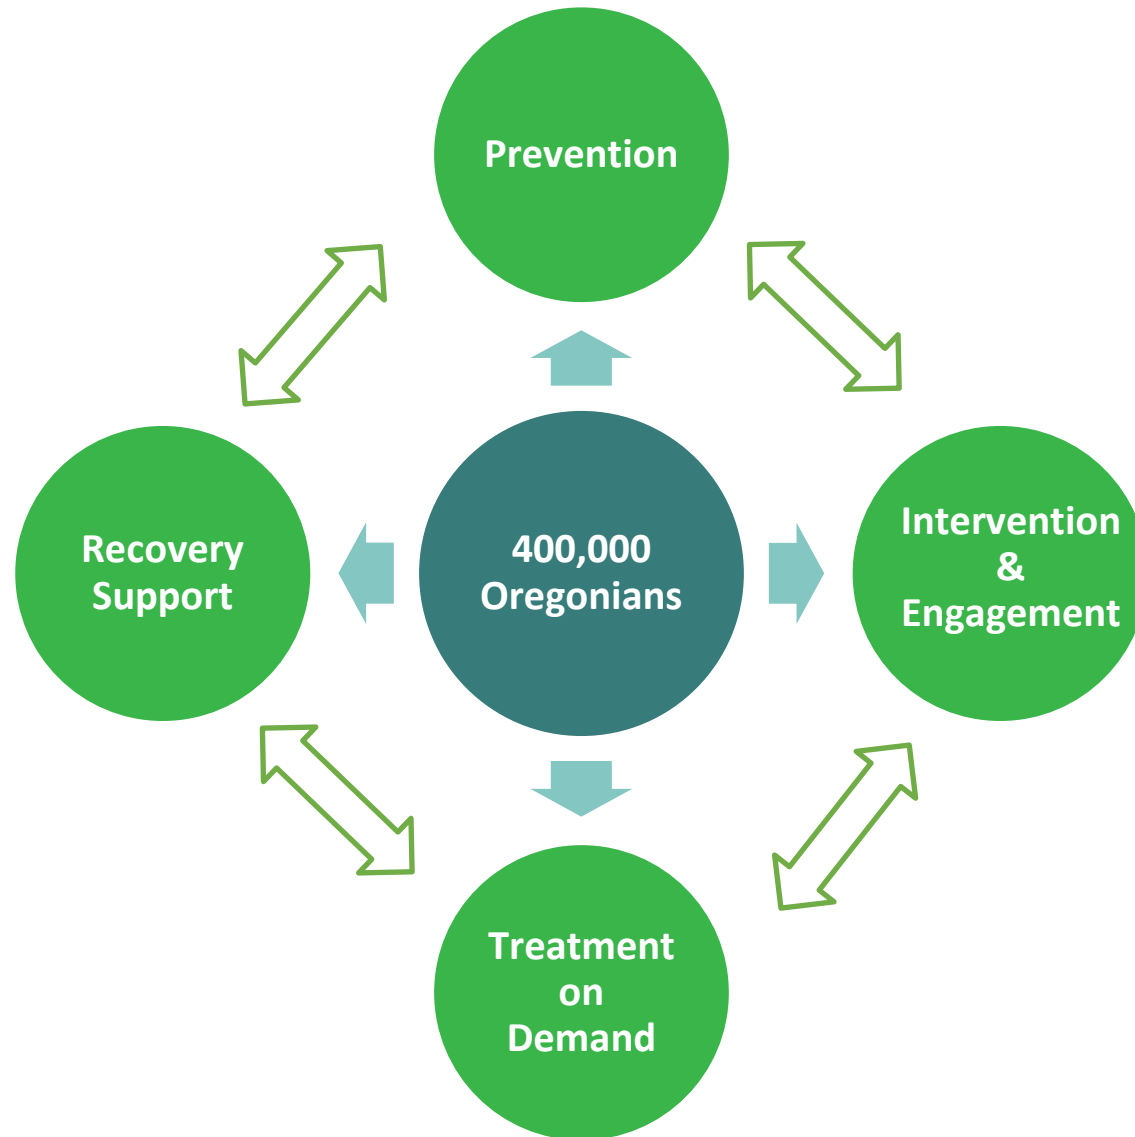 Prevention
Recovery
Support
400,000
Oregonians
Intervention
&
Engagement
Treatment
on
Demand